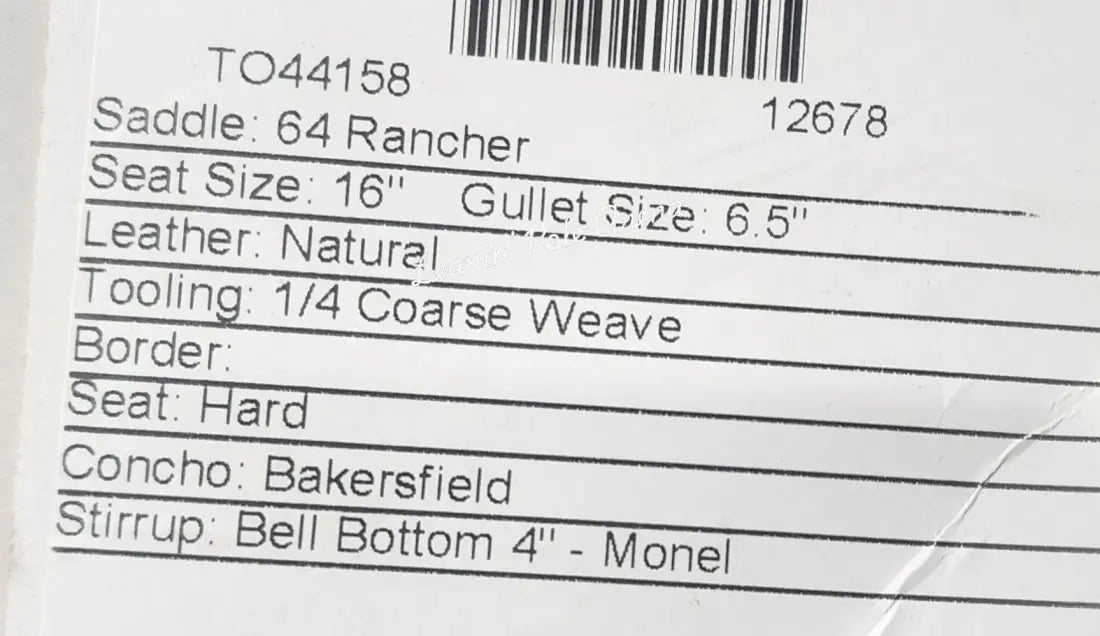 TO44158
12678
Saddle: 64 Rancher
Seat Size: 16" Gullet Size: 6.5"
Leather: Natural
Tooling: 1/4 Coarse Weave
Border:
Seat: Hard
Concho: Bakersfield
Stirrup: Bell Bottom 4" - Monel